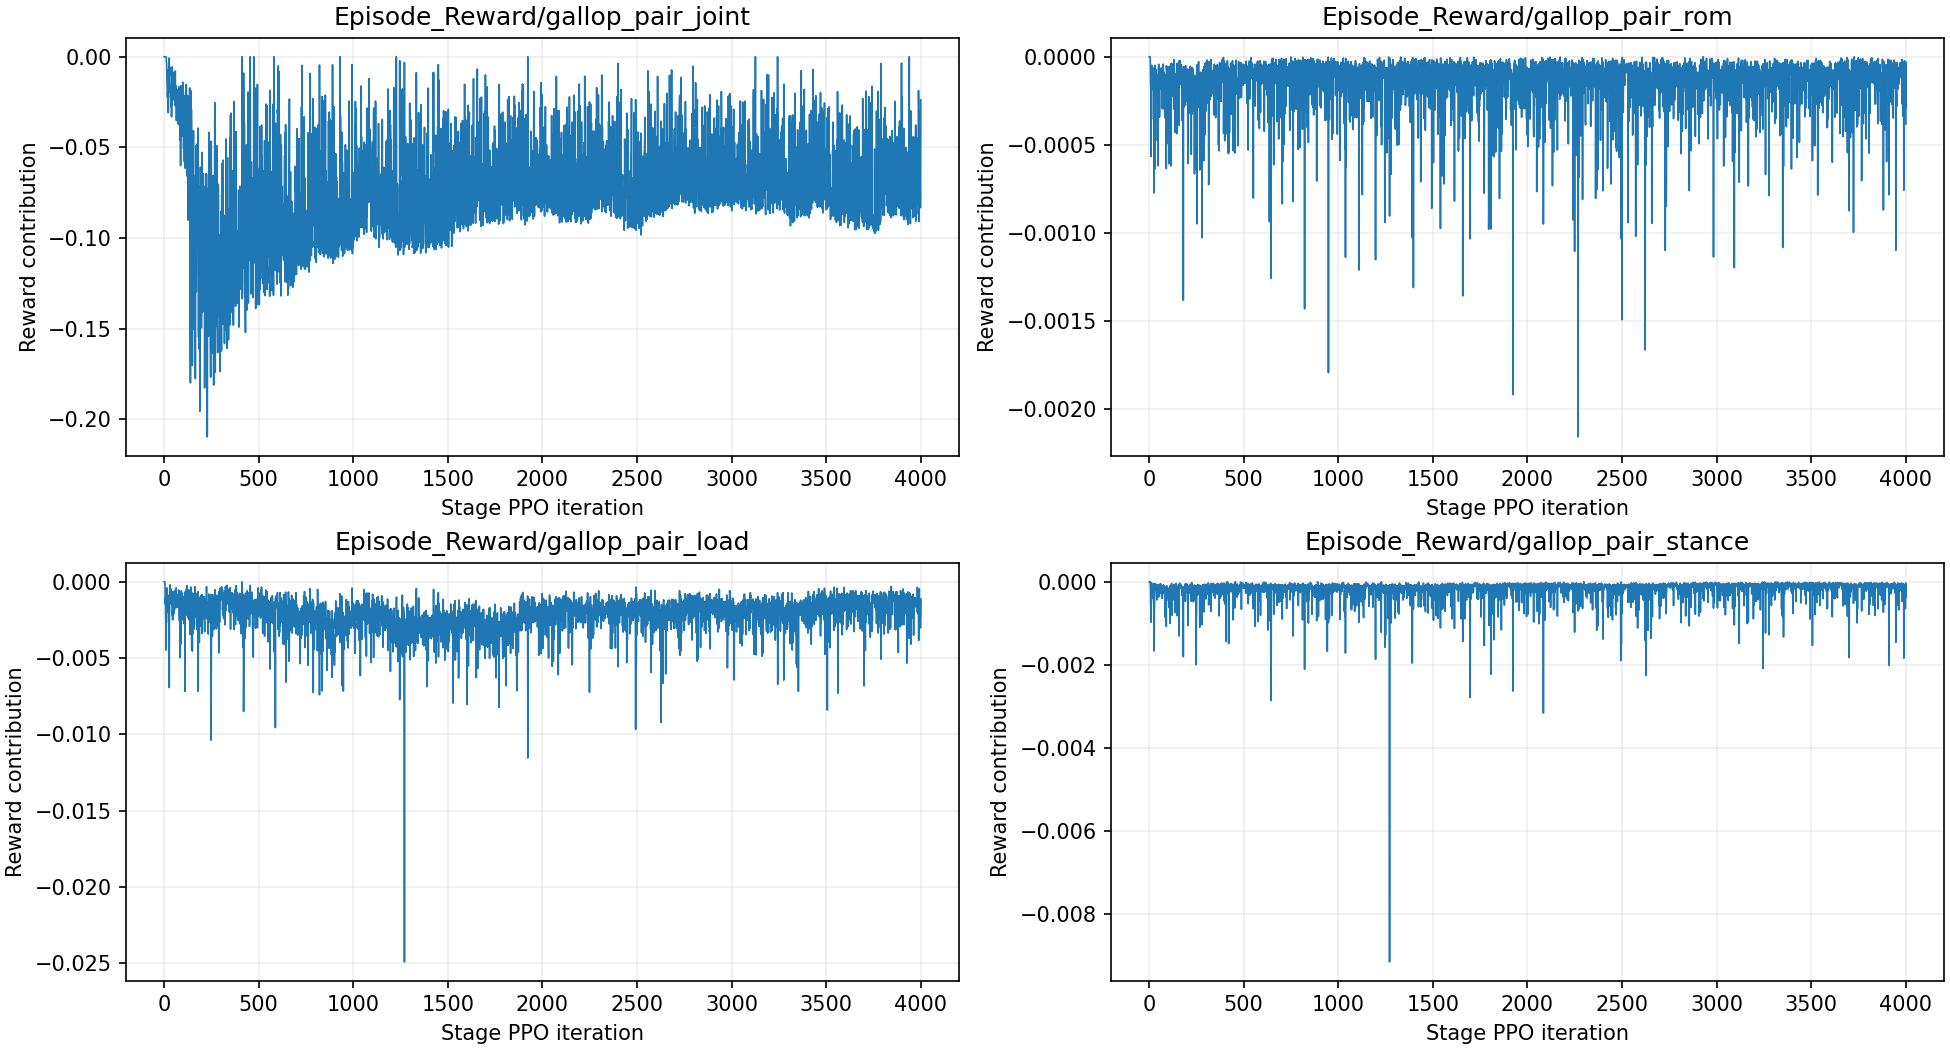 Episode_Reward/gallop_pair_joint
0.00
−0.05
−0.10
−0.15
−0.20
Reward contribution
0 500 1000 1500 2000 2500 3000 3500 4000
Stage PPO iteration
Episode_Reward/gallop_pair_rom
0.0000
−0.0005
−0.0010
−0.0015
−0.0020
Reward contribution
0 500 1000 1500 2000 2500 3000 3500 4000
Stage PPO iteration
Episode_Reward/gallop_pair_load
0.000
−0.005
−0.010
−0.015
−0.020
−0.025
Reward contribution
0 500 1000 1500 2000 2500 3000 3500 4000
Stage PPO iteration
Episode_Reward/gallop_pair_stance
0.000
−0.002
−0.004
−0.006
−0.008
Reward contribution
0 500 1000 1500 2000 2500 3000 3500 4000
Stage PPO iteration